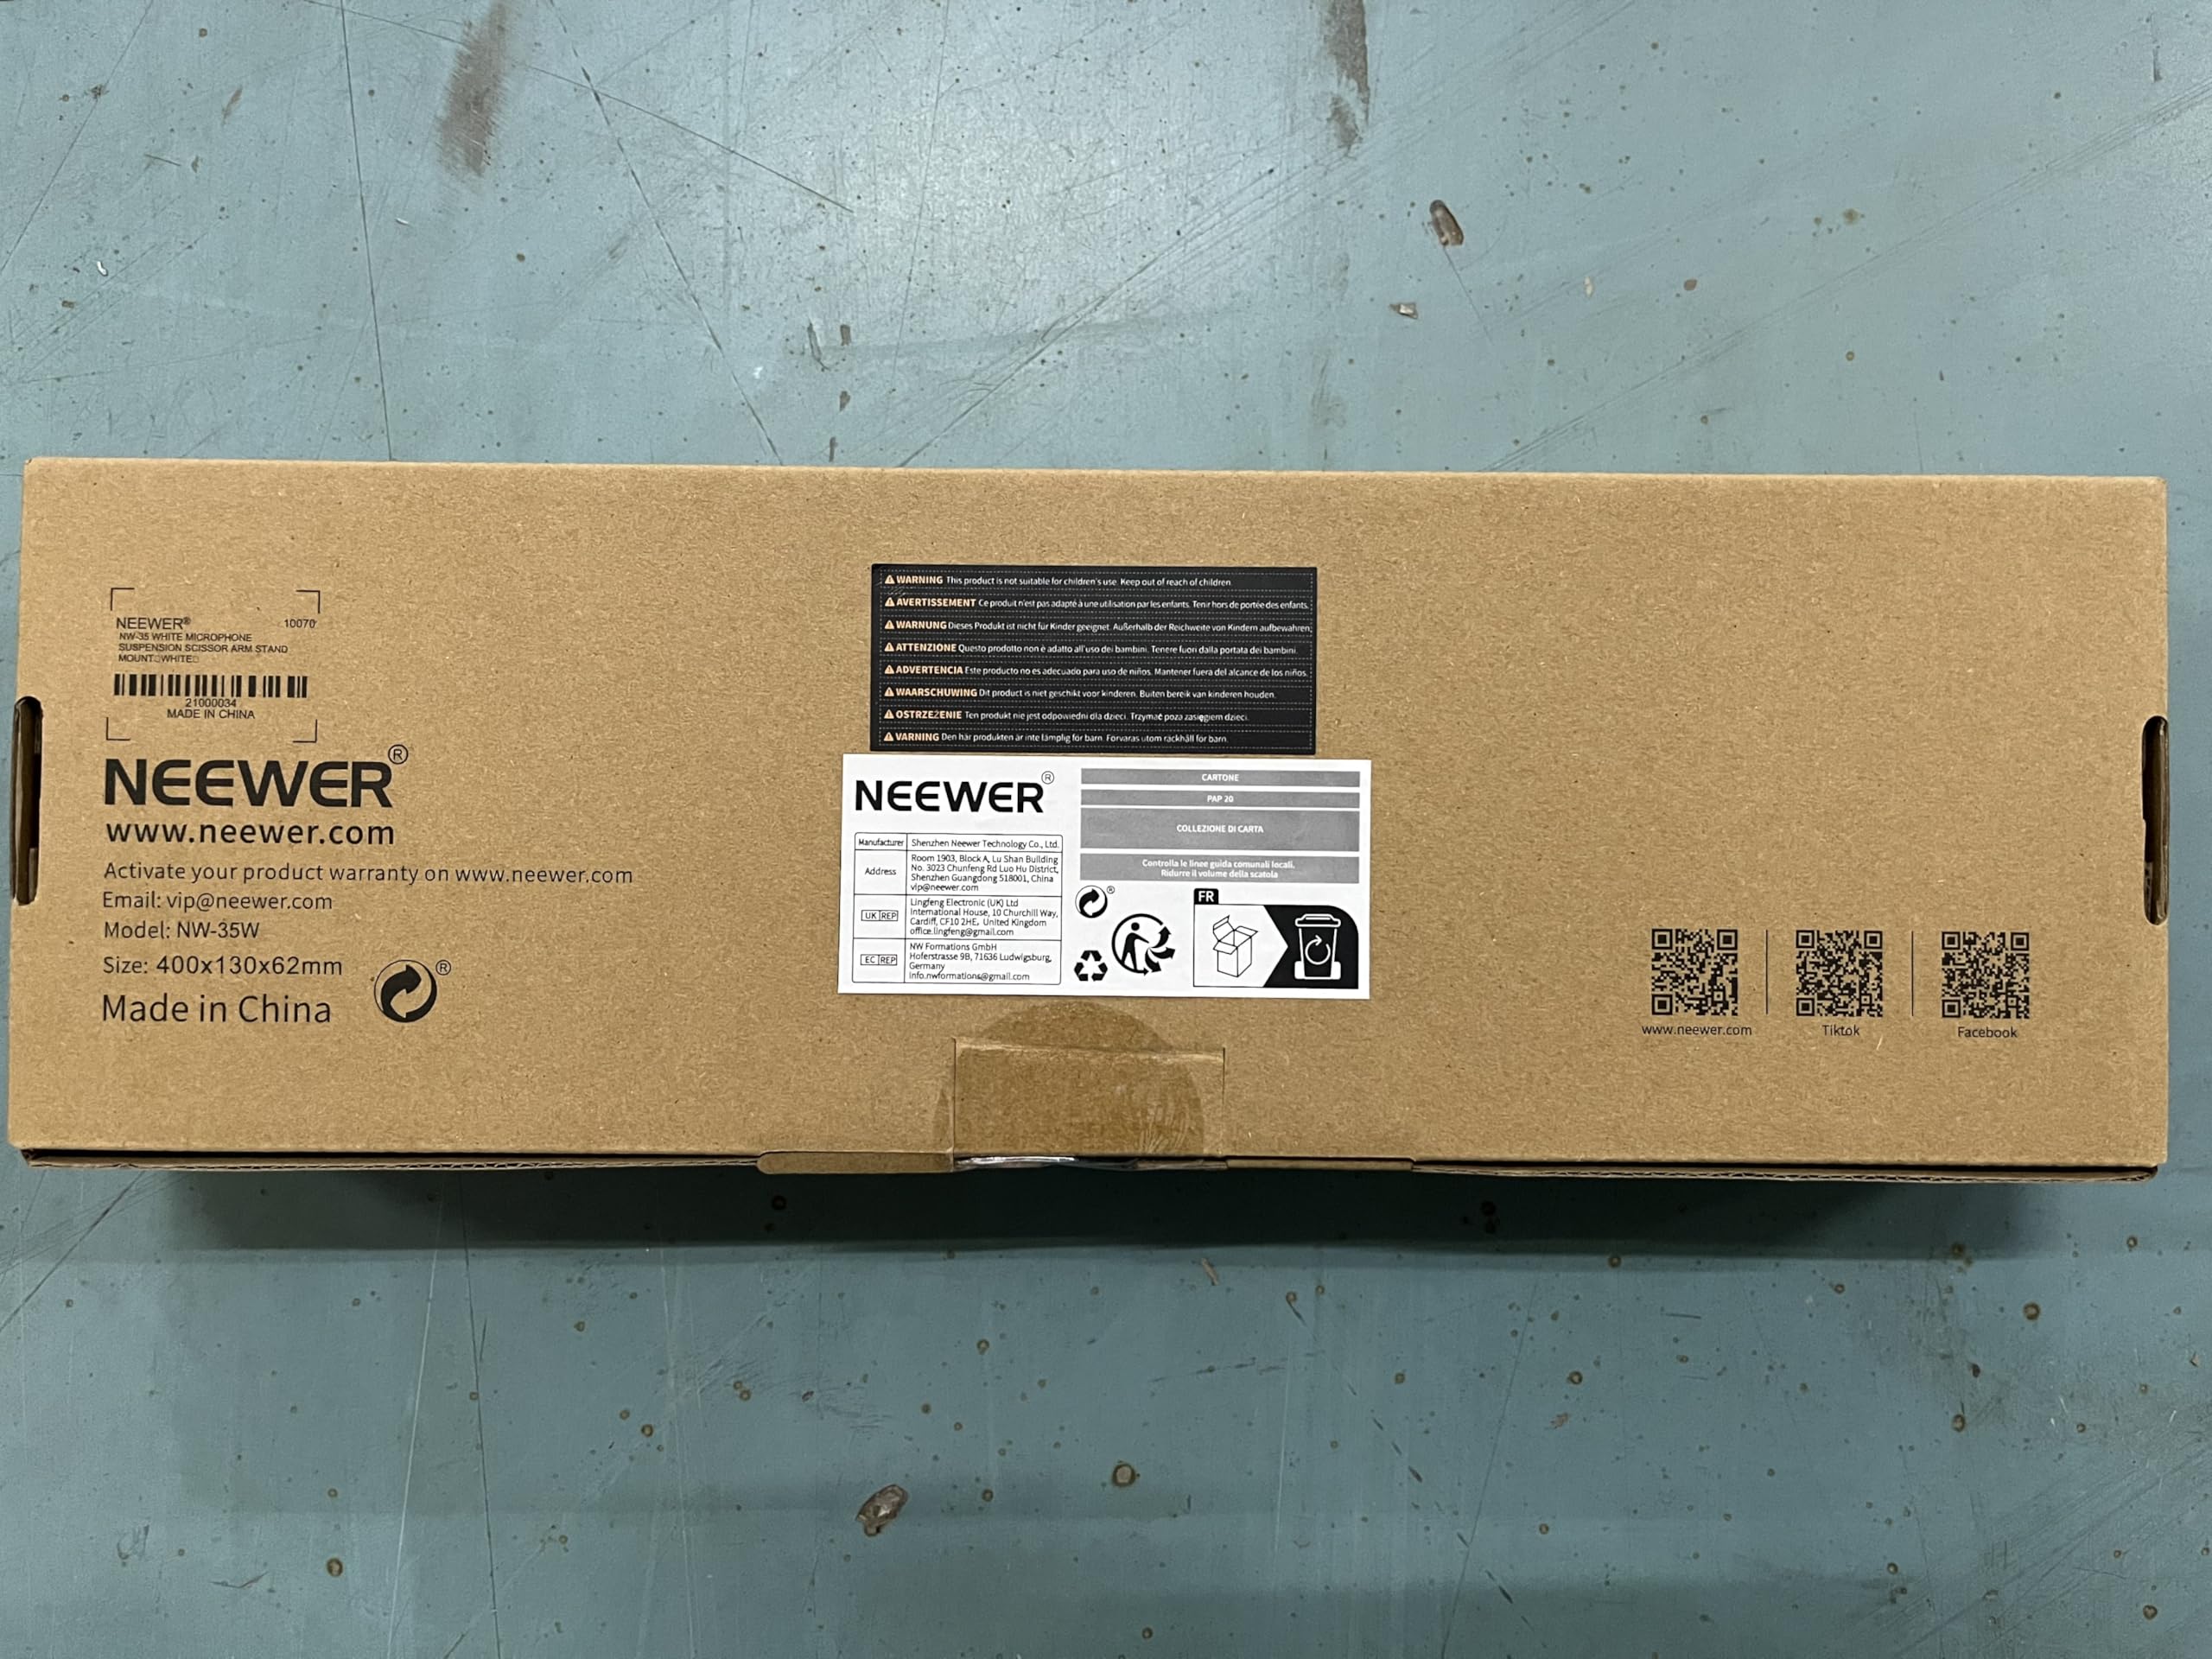 NEEWER® 10070
NW-35 WHITE MICROPHONE
SUSPENSION SCISSOR ARM STAND
MOUNT□WHITE□
21000034
MADE IN CHINA
NEEWER®
www.neewer.com
Activate your product warranty on www.neewer.com
Email: vip@neewer.com
Model: NW-35W
Size: 400x130x62mm
Made in China
®
WARNING This product is not suitable for children's use. Keep out of reach of children.
AVERTISSEMENT Ce produit n'est pas adapté à une utilisation par les enfants. Tenir hors de portée des enfants.
WARNUNG Dieses Produkt ist nicht für Kinder geeignet. Außerhalb der Reichweite von Kindern aufbewahren.
ATTENZIONE Questo prodotto non è adatto all'uso dei bambini. Tenere fuori dalla portata dei bambini.
ADVERTENCIA Este producto no es adecuado para uso de niños. Mantener fuera del alcance de los niños.
WAARSCHUWING Dit product is niet geschikt voor kinderen. Buiten bereik van kinderen houden.
OSTRZEŻENIE Ten produkt nie jest odpowiedni dla dzieci. Trzymać poza zasięgiem dzieci.
VARNING Den här produkten är inte lämplig för barn. Förvaras utom räckhåll för barn.
NEEWER®
Manufacturer Shenzhen Neewer Technology Co., Ltd.
Address Room 1903, Block A, Lu Shan Building
No. 3023 Chunfeng Rd Luo Hu District,
Shenzhen Guangdong 518001, China
vip@neewer.com
UK REP Lingfeng Electronic (UK) Ltd
International House, 10 Churchill Way,
Cardiff, CF10 2HE, United Kingdom
office.lingfeng@gmail.com
EC REP NW Formations GmbH
Hoferstrasse 9B, 71636 Ludwigsburg,
Germany
info.nwformations@gmail.com
CARTONE
PAP 20
COLLEZIONE DI CARTA
Controlla le linee guida comunali locali.
Ridurre il volume della scatola
®
FR
www.neewer.com
Tiktok
Facebook